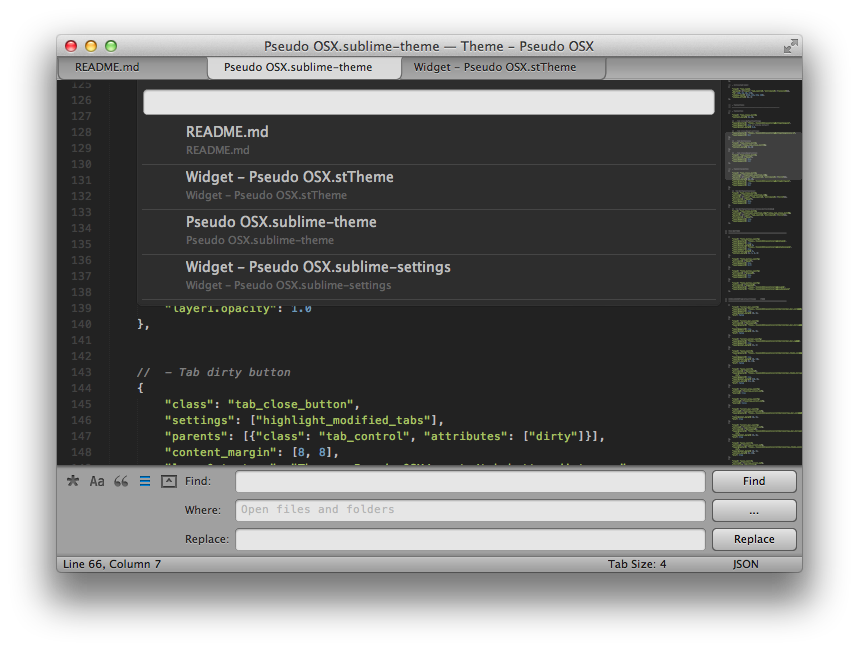 Pseudo OSX.sublime-theme — Theme - Pseudo OSX
README.md
Pseudo OSX.sublime-theme
Widget - Pseudo OSX.stTheme
125
126
127
128
129
130
131
132
133
134
135
136
137
138
README.md
README.md
Widget - Pseudo OSX.stTheme
Widget - Pseudo OSX.stTheme
Pseudo OSX.sublime-theme
Pseudo OSX.sublime-theme
Widget - Pseudo OSX.sublime-settings
Widget - Pseudo OSX.sublime-settings
139 "layer1.opacity": 1.0
140 },
141
142
143 // - Tab dirty button
144 {
145 "class": "tab_close_button",
146 "settings": ["highlight_modified_tabs"],
147 "parents": [{"class": "tab_control", "attributes": ["dirty"]}],
148 "content_margin": [8, 8],
Aa Find: Find
Where: Open files and folders ...
Replace: Replace
Line 66, Column 7 Tab Size: 4 JSON